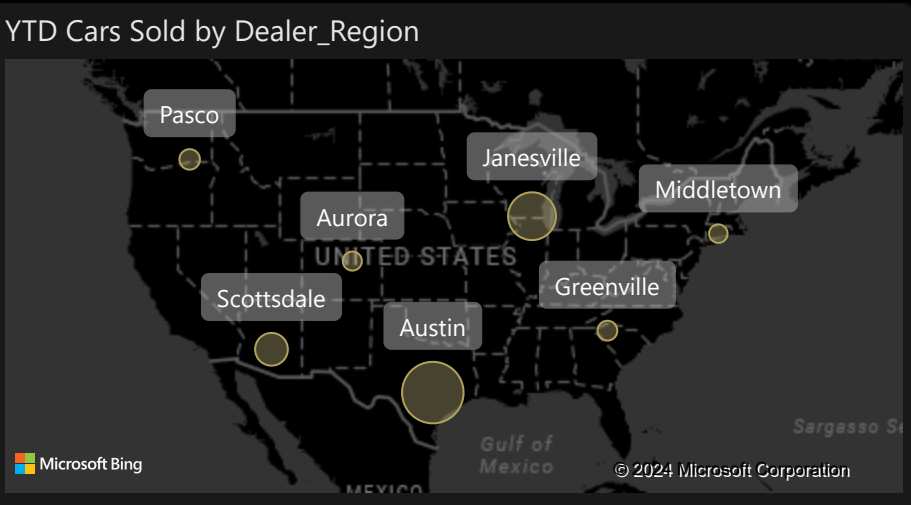 YTD Cars Sold by Dealer_Region
Pasco
Janesville
Middletown
Aurora
UNITED STATES
Greenville
Scottsdale
Austin
Sargasso Se
Gulf of
Mexico
Microsoft Bing
© 2024 Microsoft Corporation
MEXICO